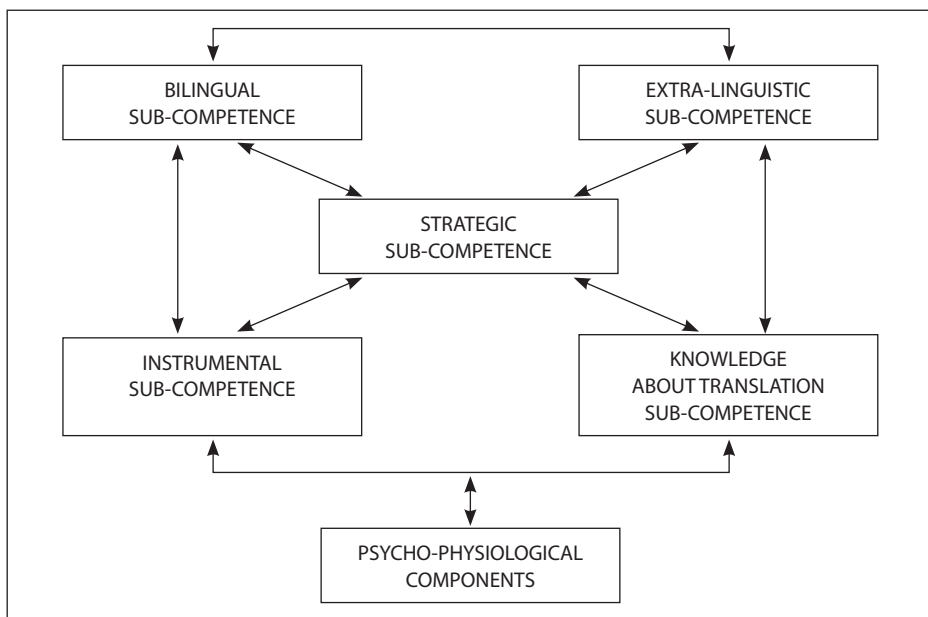 BILINGUAL
SUB-COMPETENCE
EXTRA-LINGUISTIC
SUB-COMPETENCE
STRATEGIC
SUB-COMPETENCE
INSTRUMENTAL
SUB-COMPETENCE
KNOWLEDGE
ABOUT TRANSLATION
SUB-COMPETENCE
PSYCHO-PHYSIOLOGICAL
COMPONENTS